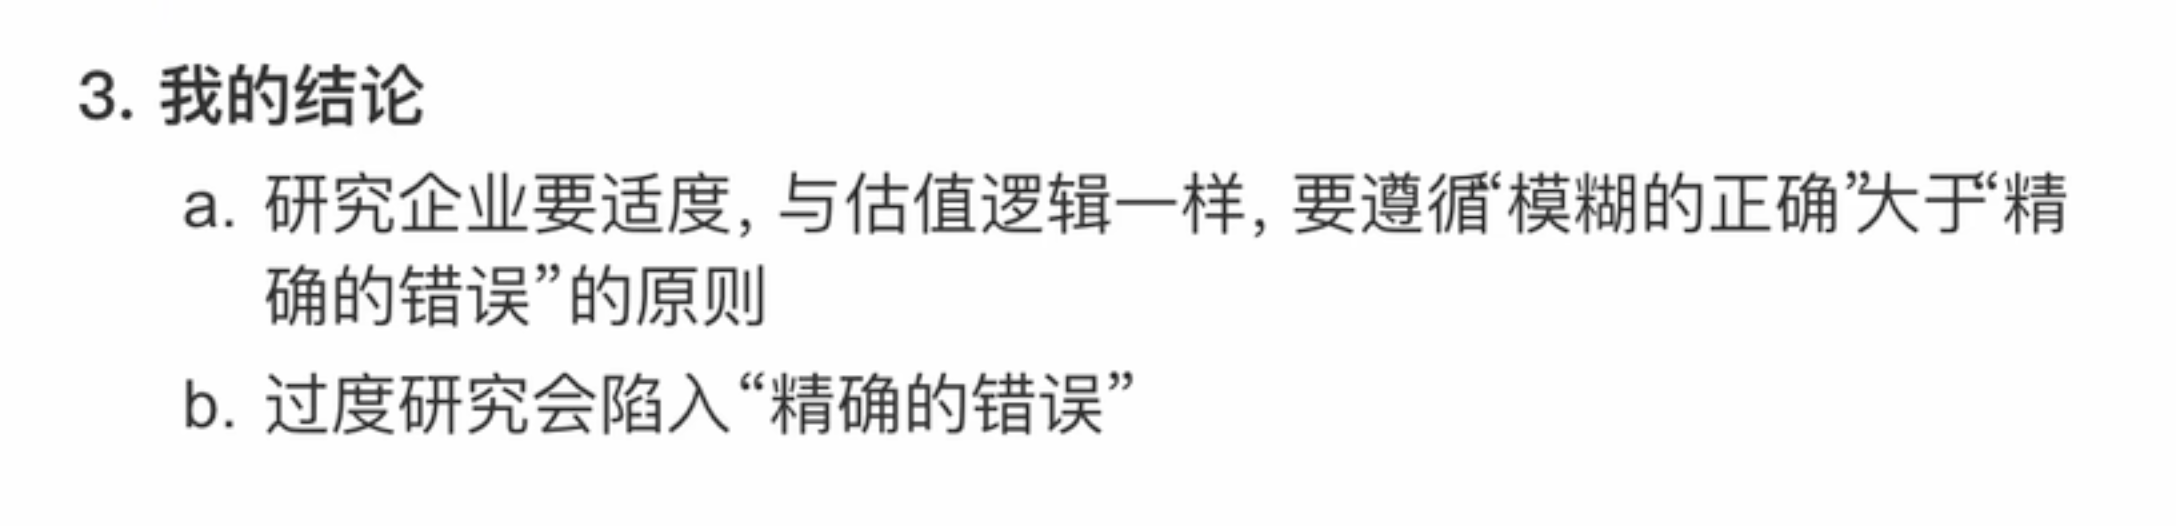 3. 我的结论
a. 研究企业要适度, 与估值逻辑一样, 要遵循“模糊的正确”大于“精
确的错误”的原则
b. 过度研究会陷入“精确的错误”